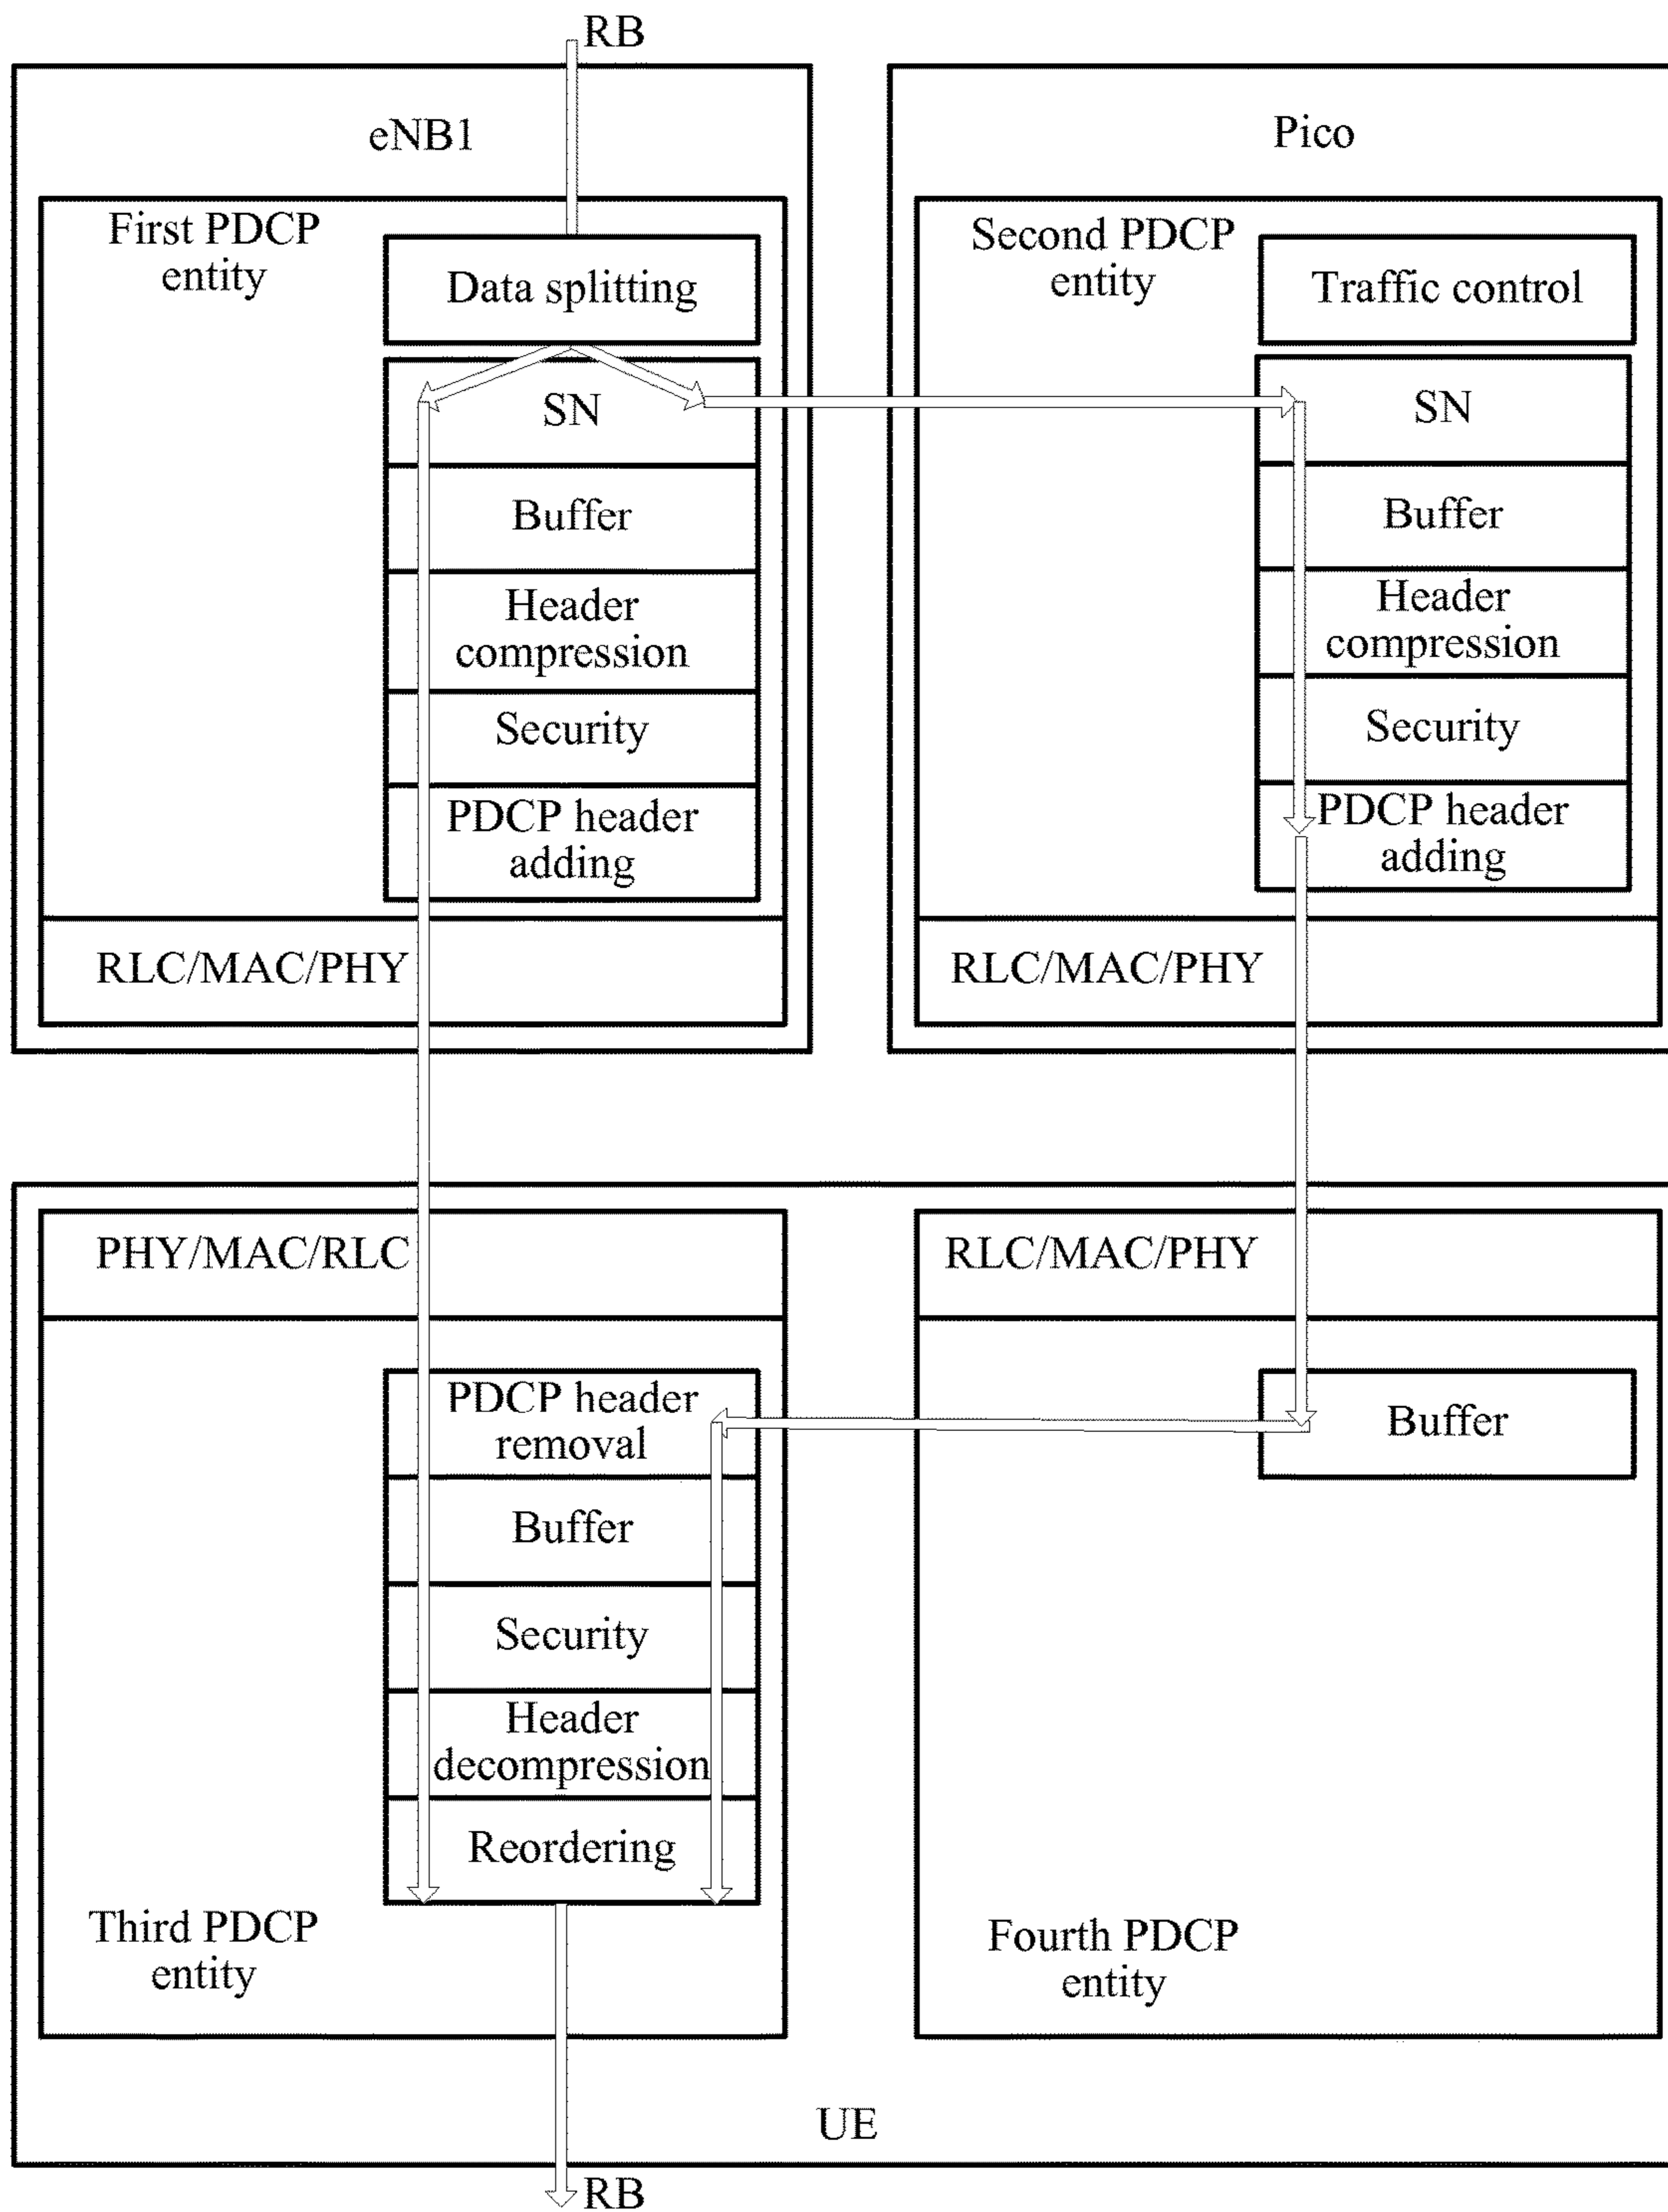 RB
eNB1
First PDCP
entity
Data splitting
SN
Buffer
Header
compression
Security
PDCP header
adding
RLC/MAC/PHY
Pico
Second PDCP
entity
Traffic control
SN
Buffer
Header
compression
Security
PDCP header
adding
RLC/MAC/PHY
PHY/MAC/RLC
PDCP header
removal
Buffer
Security
Header
decompression
Reordering
Third PDCP
entity
RLC/MAC/PHY
Buffer
Fourth PDCP
entity
UE
RB